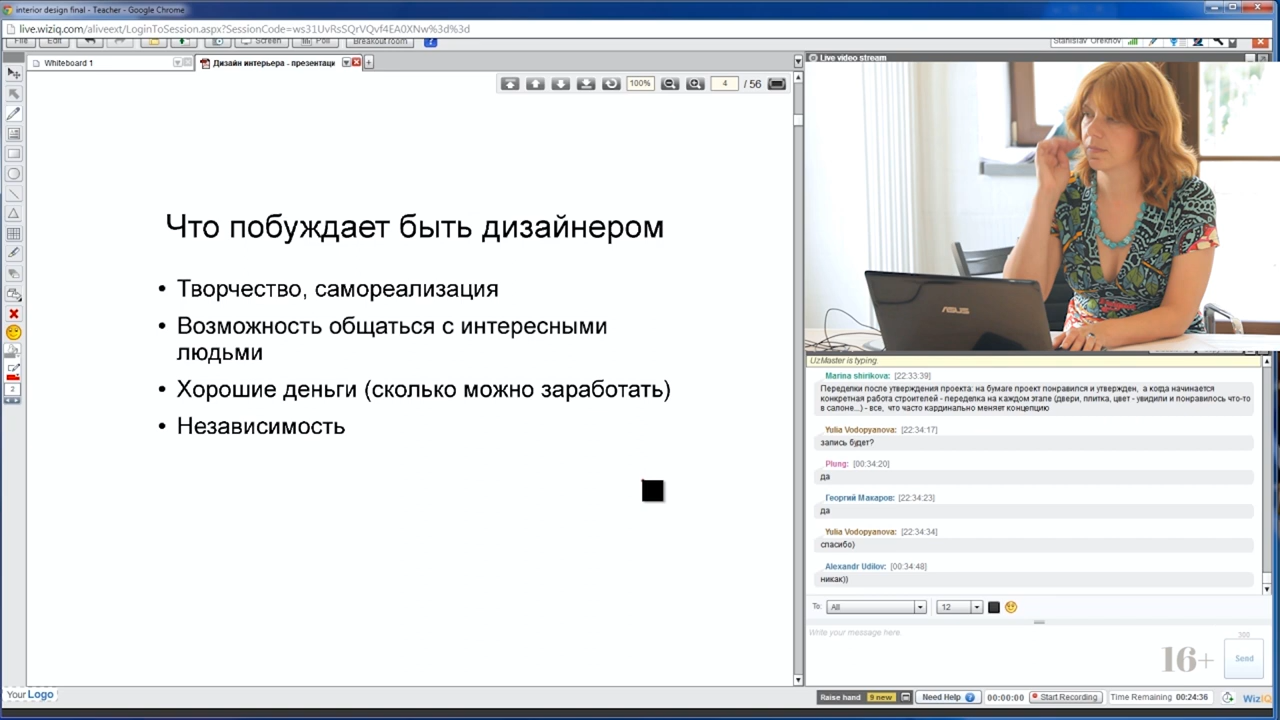 interior design final - Teacher - Google Chrome
live.wiziq.com/aliveext/LoginToSession.aspx?SessionCode=ws31UvRsSQrVQvf4EA0XNw%3d%3d
File Edit Screen Poll Breakout room ?
Stanislav Orekhov
Whiteboard 1
Дизайн интерьера - презентаци
Live video stream
100% 4 / 56
Что побуждает быть дизайнером
• Творчество, самореализация
• Возможность общаться с интересными
людьми
• Хорошие деньги (сколько можно заработать)
• Независимость
ASUS
UzMaster is typing.
Marina shirikova: [22:33:39]
Переделки после утверждения проекта: на бумаге проект понравился и утвержден, а когда начинается
конкретная работа строителей - переделка на каждом этапе (двери, плитка, цвет - увидили и понравилось что-то
в салоне...) - все, что часто кардинально меняет концепцию
Yulia Vodopyanova: [22:34:17]
запись будет?
Plung: [00:34:20]
да
Георгий Макаров: [22:34:23]
да
Yulia Vodopyanova: [22:34:34]
спасибо)
Alexandr Udilov: [00:34:48]
никак))
To: All 12
Write your message here
300
16+
Send
2
Your Logo
Raise hand 9 new Need Help ? 00:00:00 Start Recording Time Remaining 00:24:36 WiziQ